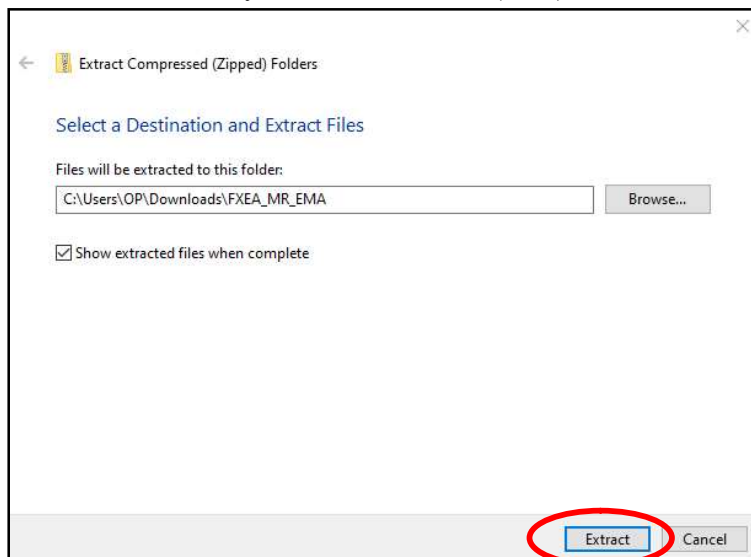 Extract Compressed (Zipped) Folders
Select a Destination and Extract Files
Files will be extracted to this folder:
C:\Users\OP\Downloads\FXEA_MR_EMA
Browse...
Show extracted files when complete
Extract
Cancel